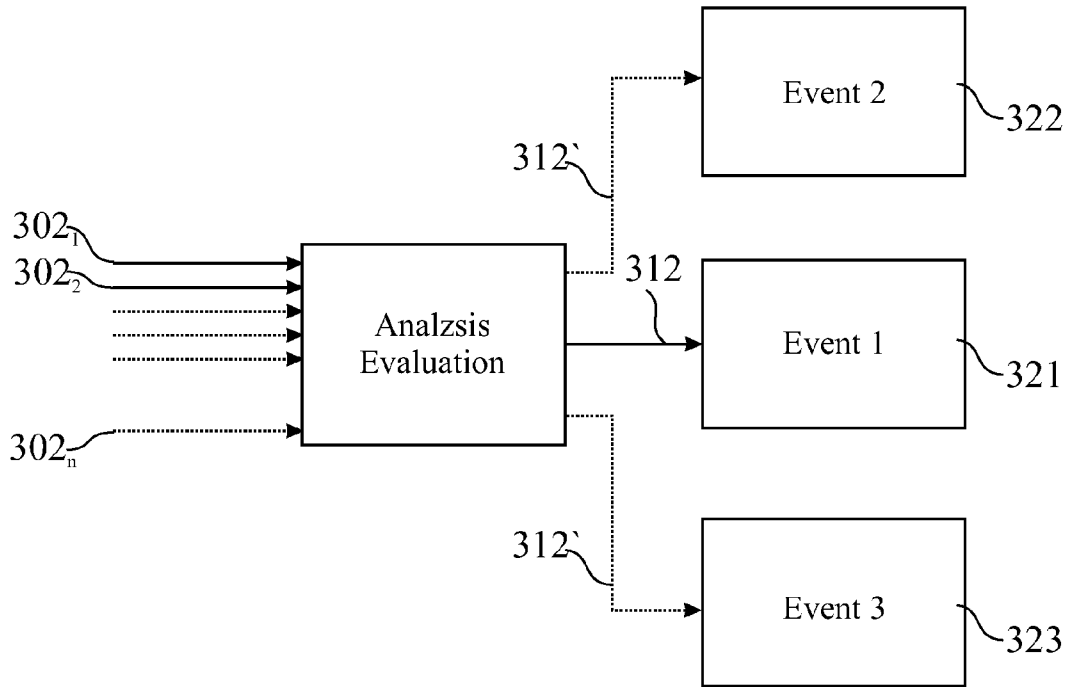 Event 2
322
312`
302₁
302₂
312
Analzsis
Evaluation
Event 1
321
302ₙ
312`
Event 3
323